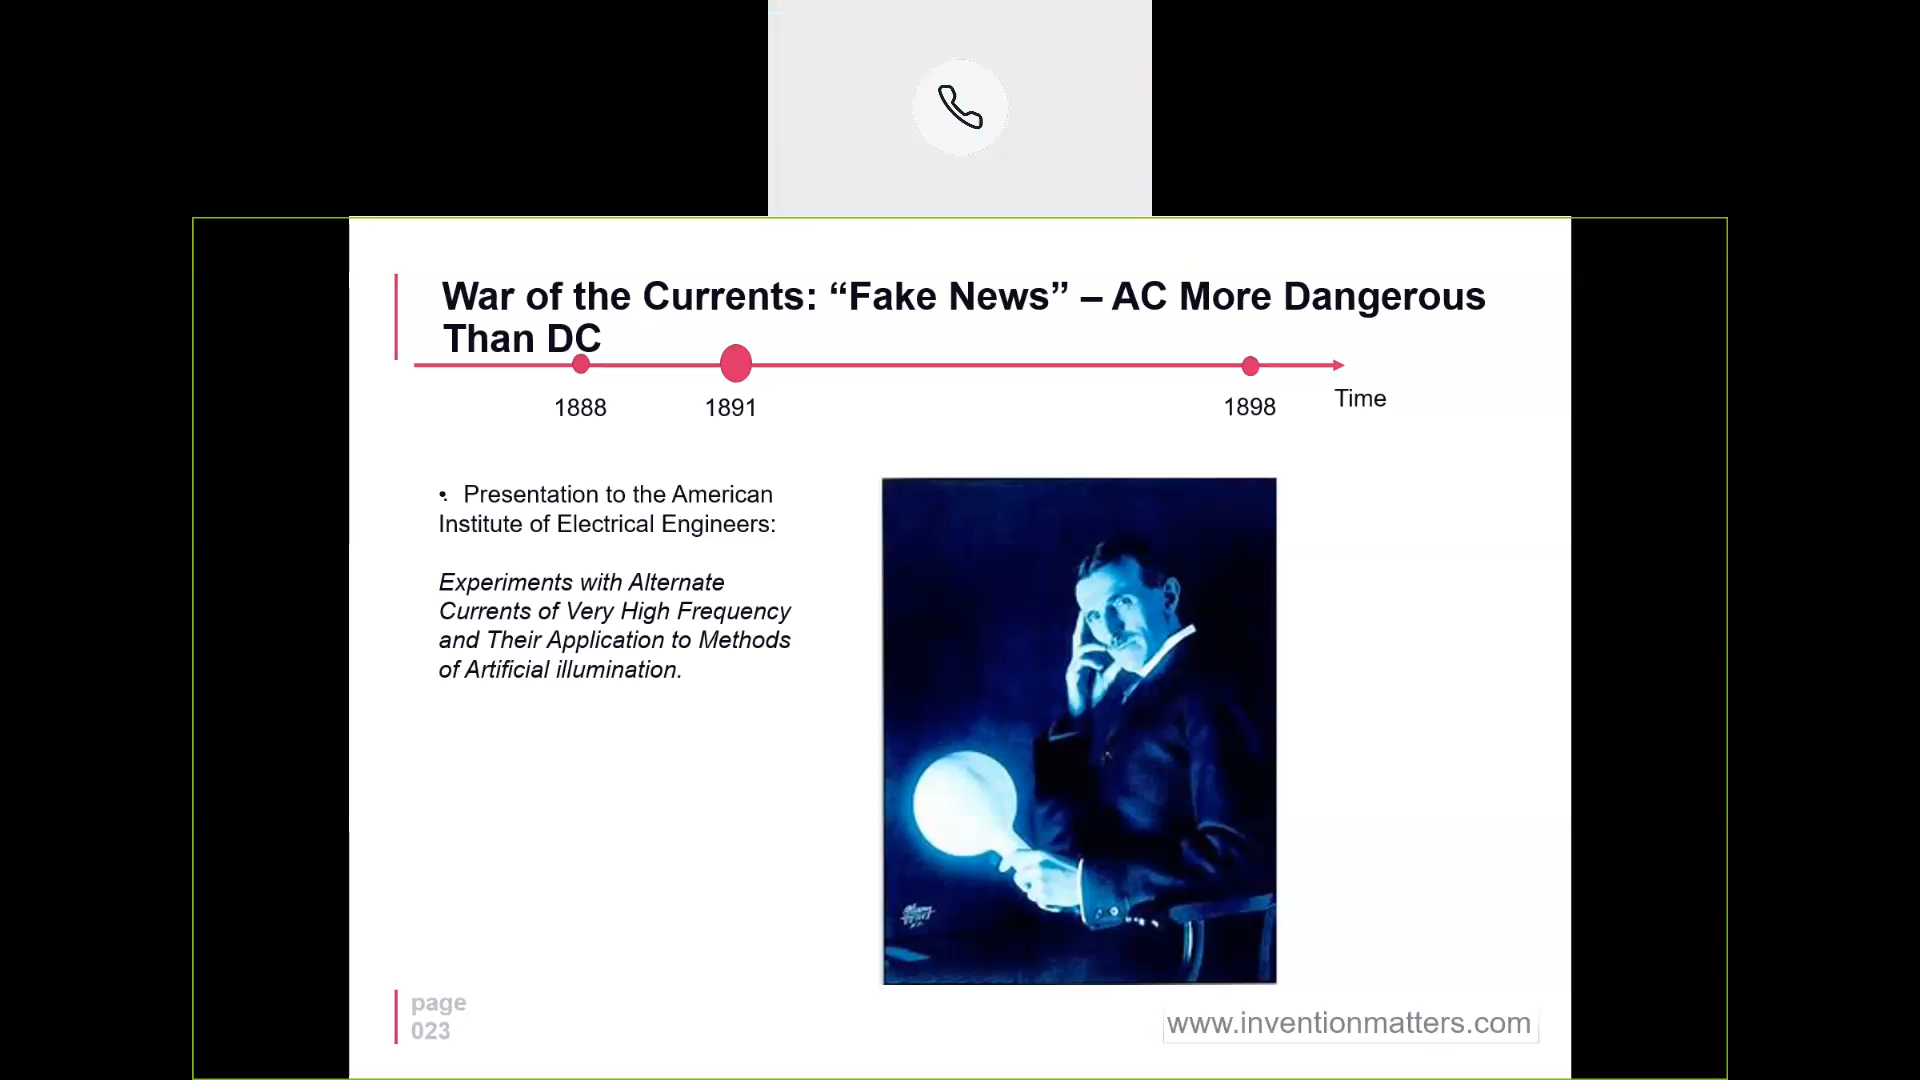 War of the Currents: “Fake News” – AC More Dangerous
Than DC
1888
1891
1898
Time
• Presentation to the American
Institute of Electrical Engineers:
Experiments with Alternate
Currents of Very High Frequency
and Their Application to Methods
of Artificial illumination.
page
023
www.inventionmatters.com